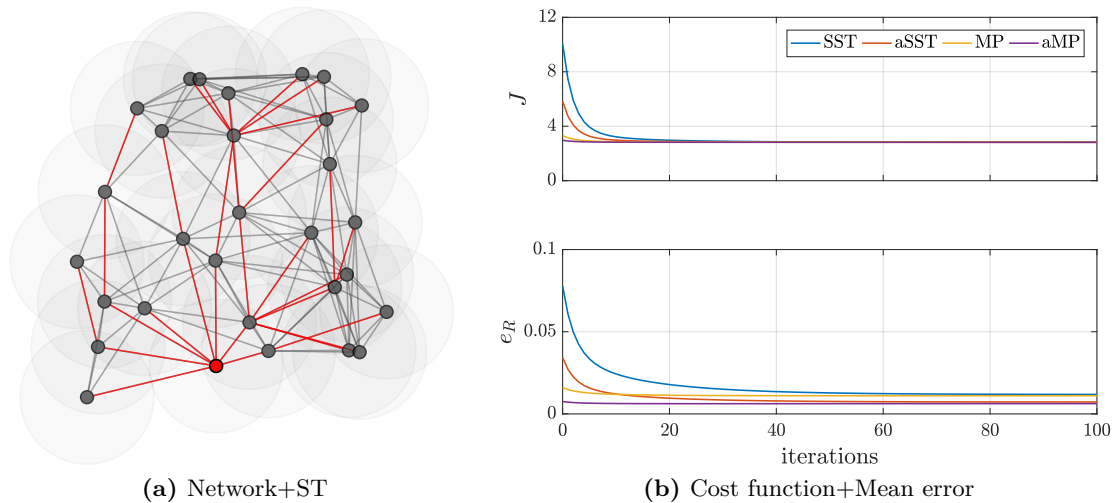 12
8
4
0
J
SST aSST MP aMP
0.1
0.05
0
e_R
0 20 40 60 80 100
iterations
(a) Network+ST
(b) Cost function+Mean error